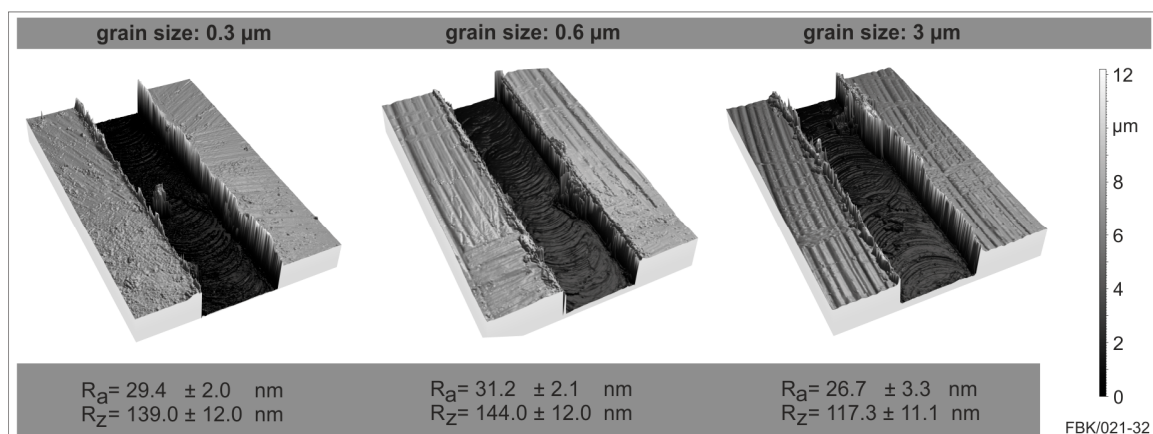 grain size: 0.3 µm grain size: 0.6 µm grain size: 3 µm
12
µm
8
6
4
2
0
Ra= 29.4 ± 2.0 nm Ra= 31.2 ± 2.1 nm Ra= 26.7 ± 3.3 nm
Rz= 139.0 ± 12.0 nm Rz= 144.0 ± 12.0 nm Rz= 117.3 ± 11.1 nm
FBK/021-32